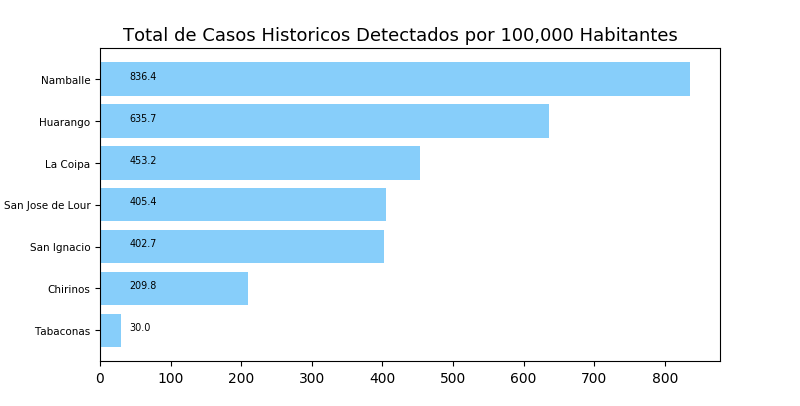 Total de Casos Historicos Detectados por 100,000 Habitantes
Namballe 836.4
Huarango 635.7
La Coipa 453.2
San Jose de Lour 405.4
San Ignacio 402.7
Chirinos 209.8
Tabaconas 30.0
0 100 200 300 400 500 600 700 800